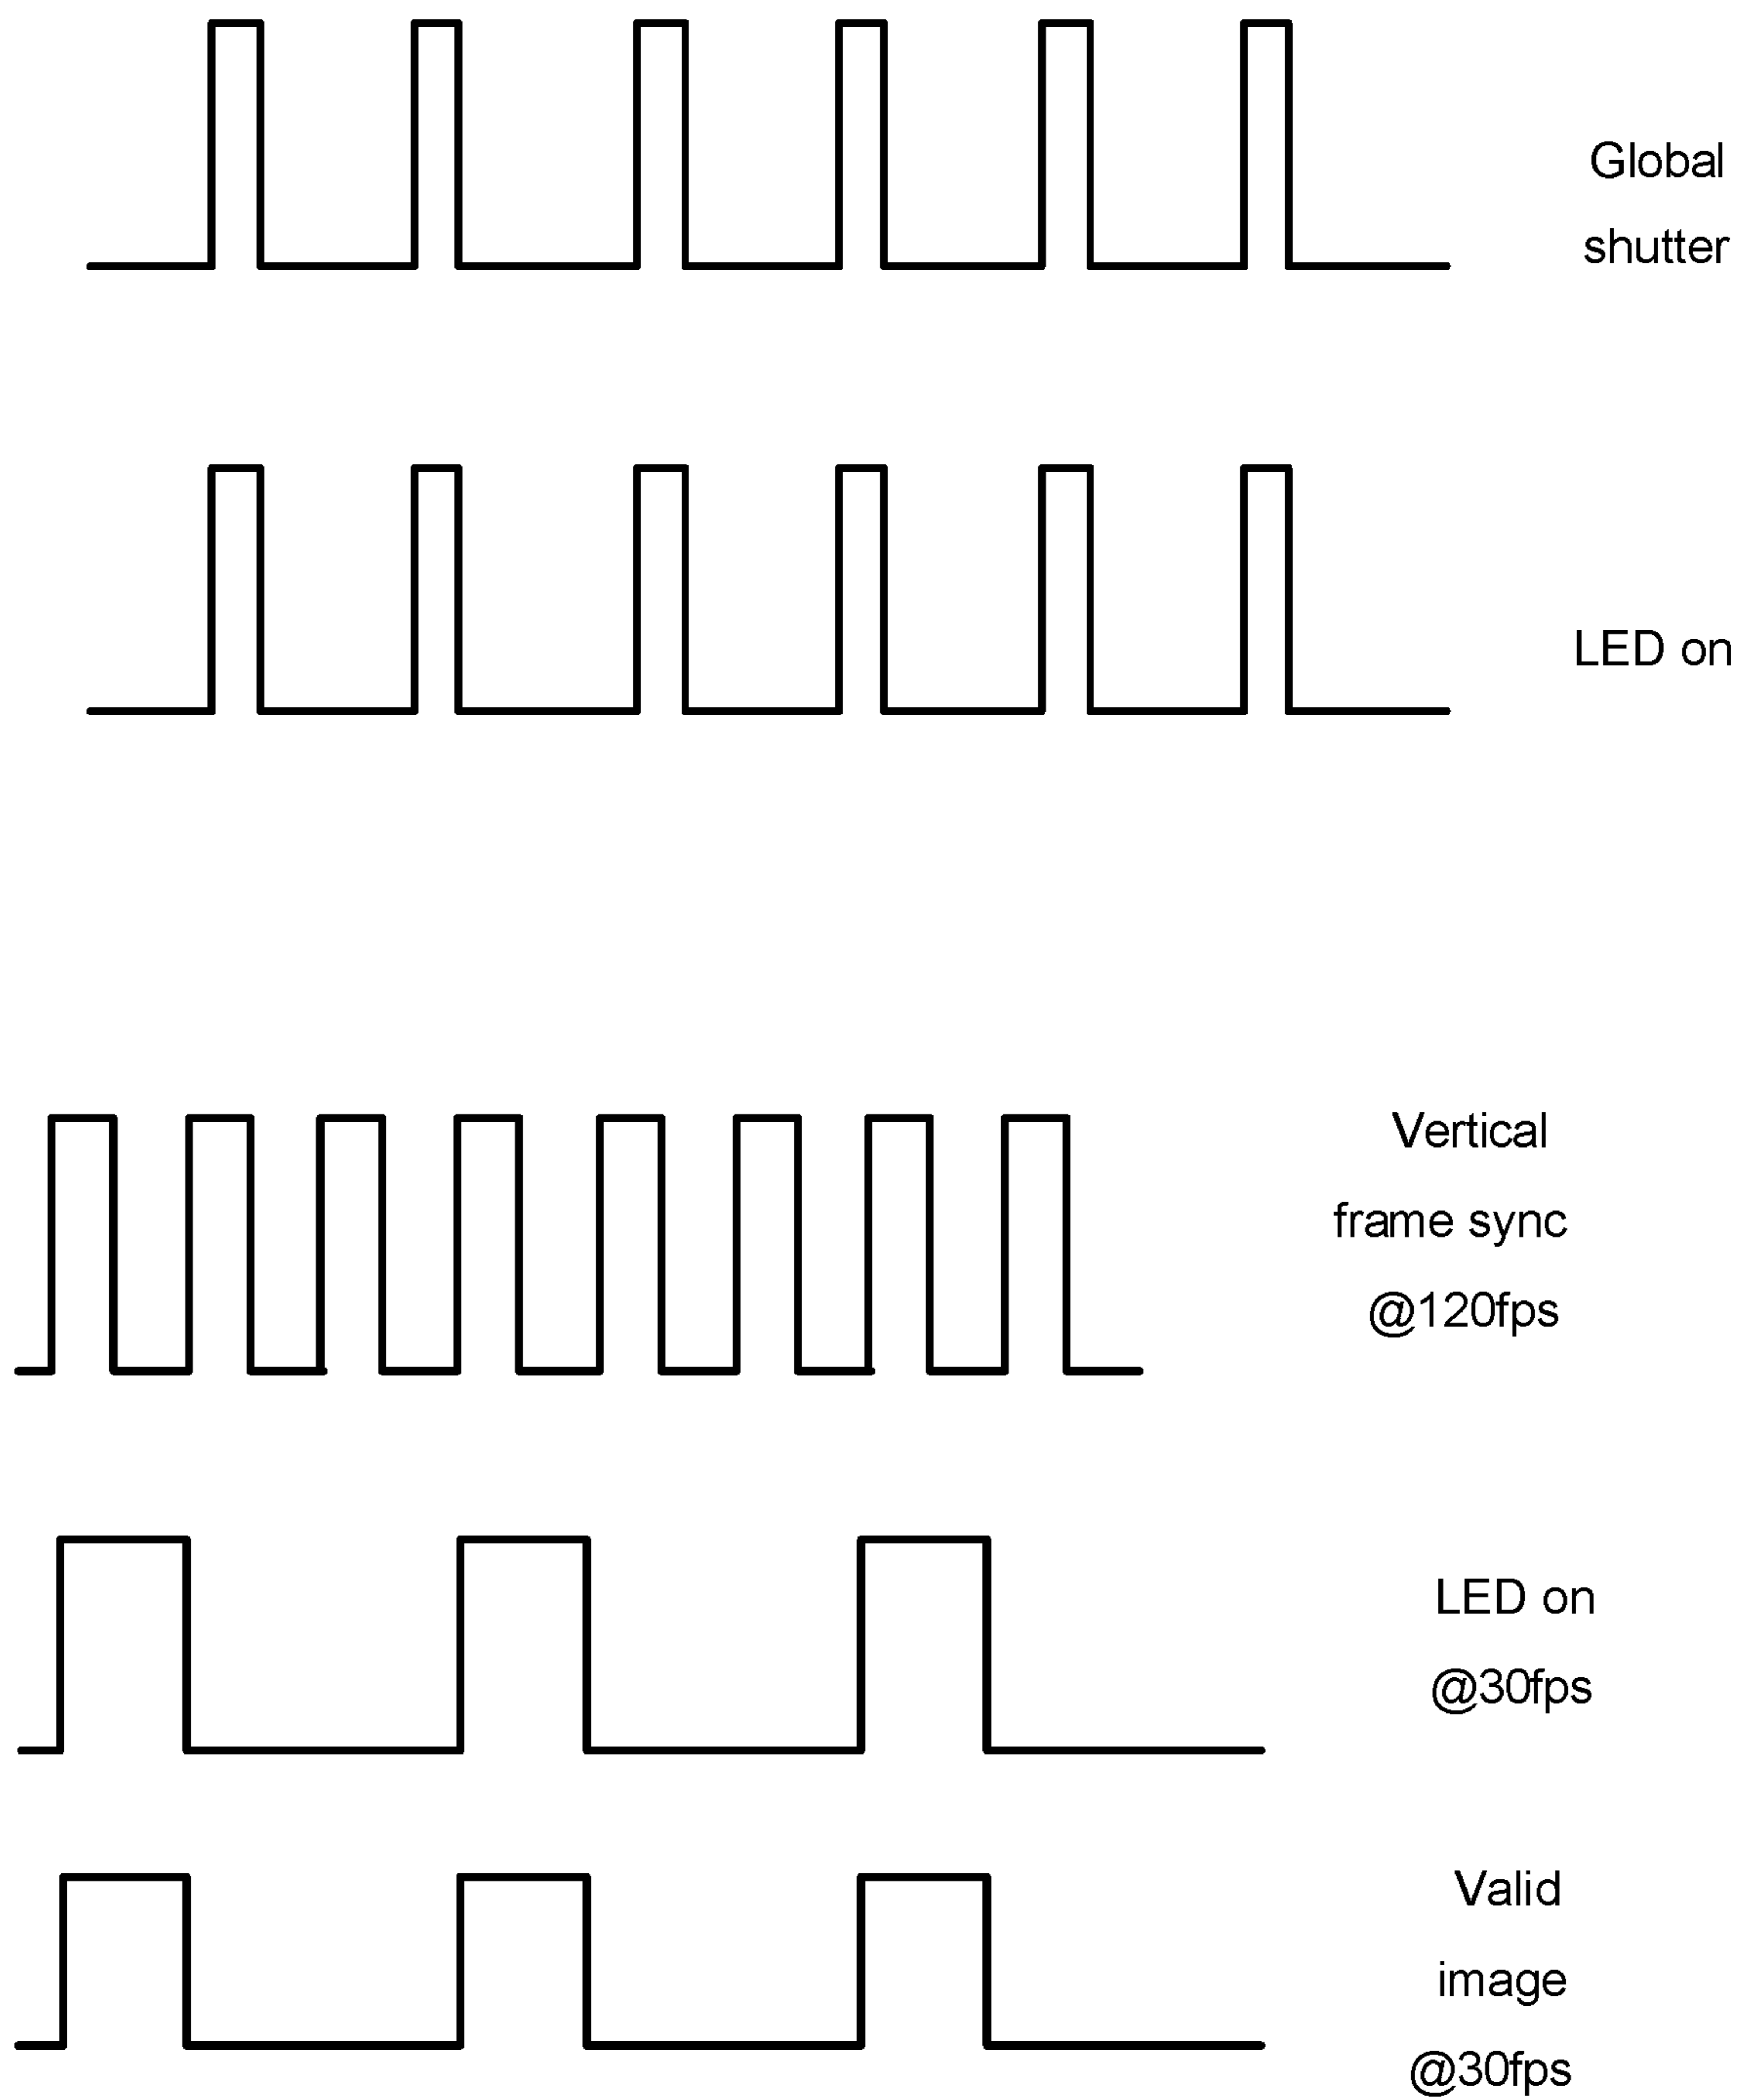 Global
shutter
LED on
Vertical
frame sync
@120fps
LED on
@30fps
Valid
image
@30fps